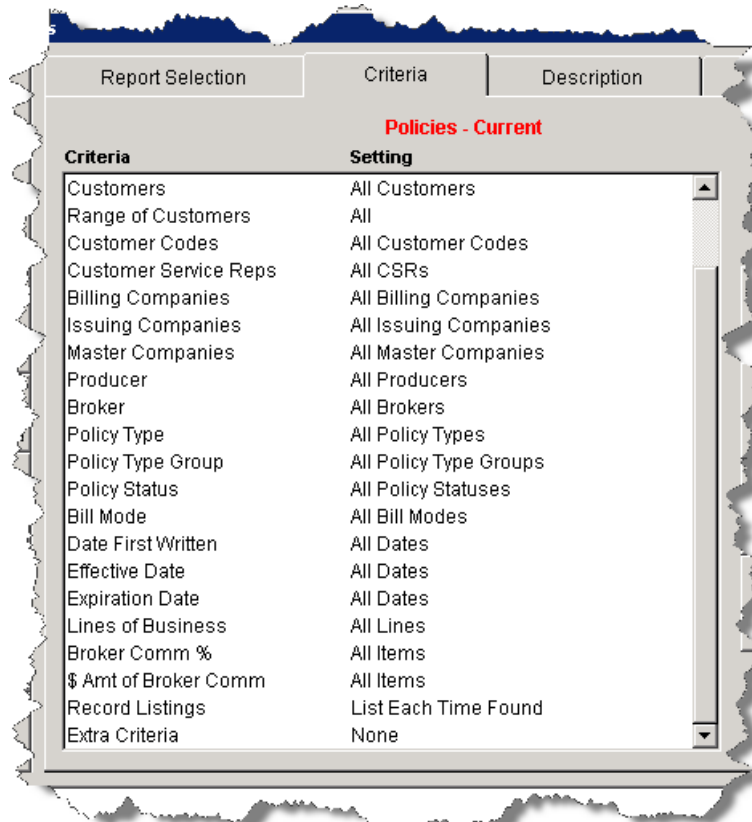 s
Report Selection Criteria Description
Policies - Current
Criteria Setting
Customers All Customers
Range of Customers All
Customer Codes All Customer Codes
Customer Service Reps All CSRs
Billing Companies All Billing Companies
Issuing Companies All Issuing Companies
Master Companies All Master Companies
Producer All Producers
Broker All Brokers
Policy Type All Policy Types
Policy Type Group All Policy Type Groups
Policy Status All Policy Statuses
Bill Mode All Bill Modes
Date First Written All Dates
Effective Date All Dates
Expiration Date All Dates
Lines of Business All Lines
Broker Comm % All Items
$ Amt of Broker Comm All Items
Record Listings List Each Time Found
Extra Criteria None